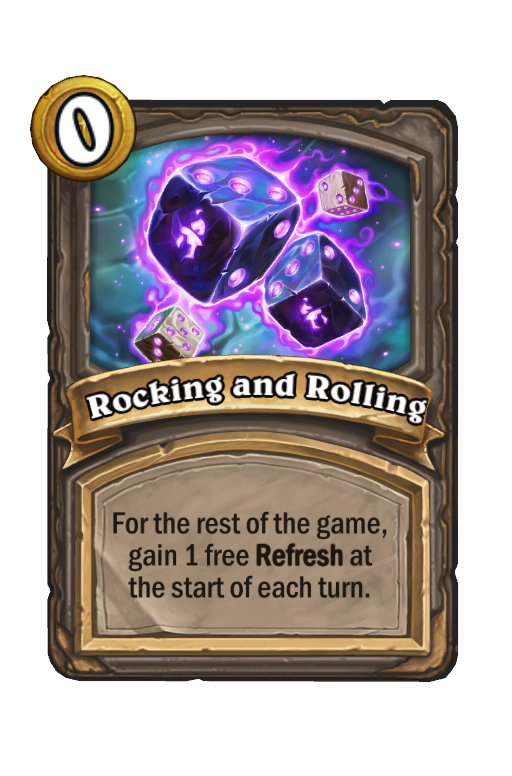 0
Rocking and Rolling
For the rest of the game,
gain 1 free Refresh at
the start of each turn.